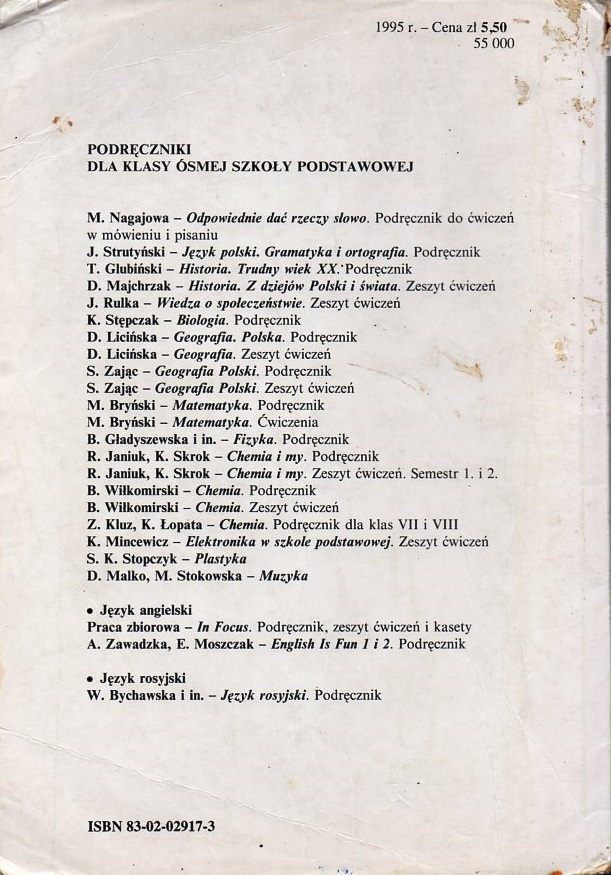 1995 r. – Cena zl 5,50
55 000
PODRĘCZNIKI
DLA KLASY ÓSMEJ SZKOŁY PODSTAWOWEJ
M. Nagajowa – Odpowiednie dać rzeczy słowo. Podręcznik do ćwiczeń
w mówieniu i pisaniu
J. Strutyński – Język polski. Gramatyka i ortografia. Podręcznik
T. Glubiński – Historia. Trudny wiek XX. Podręcznik
D. Majchrzak – Historia. Z dziejów Polski i świata. Zeszyt ćwiczeń
J. Rulka – Wiedza o społeczeństwie. Zeszyt ćwiczeń
K. Stępczak – Biologia. Podręcznik
D. Licińska – Geografia. Polska. Podręcznik
D. Licińska – Geografia. Zeszyt ćwiczeń
S. Zając – Geografia Polski. Podręcznik
S. Zając – Geografia Polski. Zeszyt ćwiczeń
M. Bryński – Matematyka. Podręcznik
M. Bryński – Matematyka. Ćwiczenia
B. Gładyszewska i in. – Fizyka. Podręcznik
R. Janiuk, K. Skrok – Chemia i my. Podręcznik
R. Janiuk, K. Skrok – Chemia i my. Zeszyt ćwiczeń. Semestr 1. i 2.
B. Wiłkomirski – Chemia. Podręcznik
B. Wiłkomirski – Chemia. Zeszyt ćwiczeń
Z. Kluz, K. Łopata – Chemia. Podręcznik dla klas VII i VIII
K. Mincewicz – Elektronika w szkole podstawowej. Zeszyt ćwiczeń
S. K. Stopczyk – Plastyka
D. Malko, M. Stokowska – Muzyka
• Język angielski
Praca zbiorowa – In Focus. Podręcznik, zeszyt ćwiczeń i kasety
A. Zawadzka, E. Moszczak – English Is Fun 1 i 2. Podręcznik
• Język rosyjski
W. Bychawska i in. – Język rosyjski. Podręcznik
ISBN 83-02-02917-3